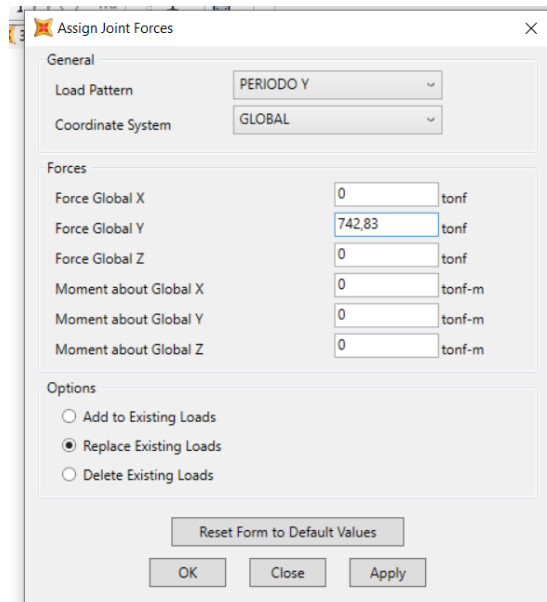 Assign Joint Forces
General
Load Pattern PERIODO Y
Coordinate System GLOBAL
Forces
Force Global X 0 tonf
Force Global Y 742,83 tonf
Force Global Z 0 tonf
Moment about Global X 0 tonf-m
Moment about Global Y 0 tonf-m
Moment about Global Z 0 tonf-m
Options
Add to Existing Loads
Replace Existing Loads
Delete Existing Loads
Reset Form to Default Values
OK Close Apply